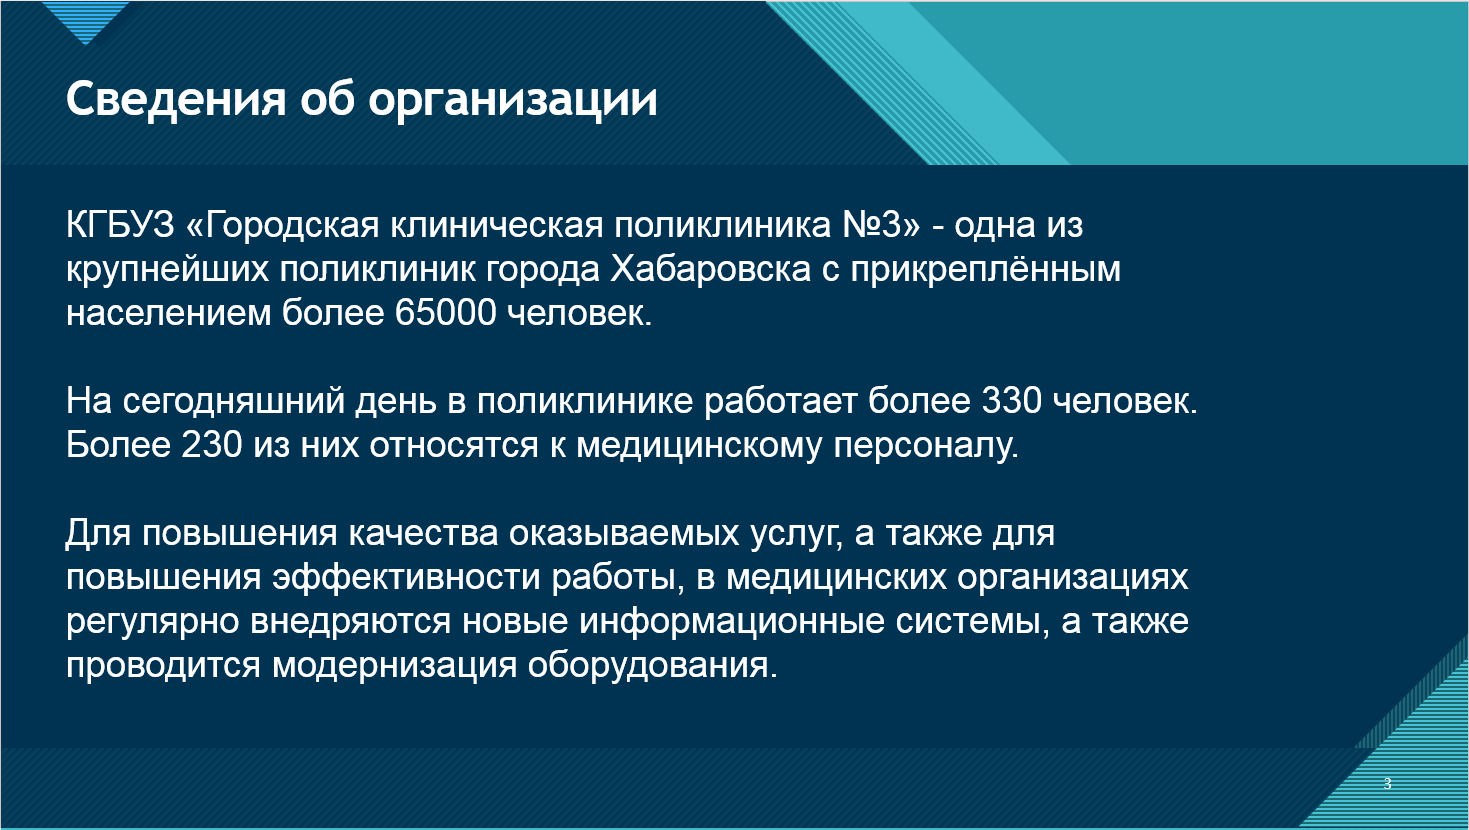 Сведения об организации
КГБУЗ «Городская клиническая поликлиника №3» - одна из
крупнейших поликлиник города Хабаровска с прикреплённым
населением более 65000 человек.
На сегодняшний день в поликлинике работает более 330 человек.
Более 230 из них относятся к медицинскому персоналу.
Для повышения качества оказываемых услуг, а также для
повышения эффективности работы, в медицинских организациях
регулярно внедряются новые информационные системы, а также
проводится модернизация оборудования.
3